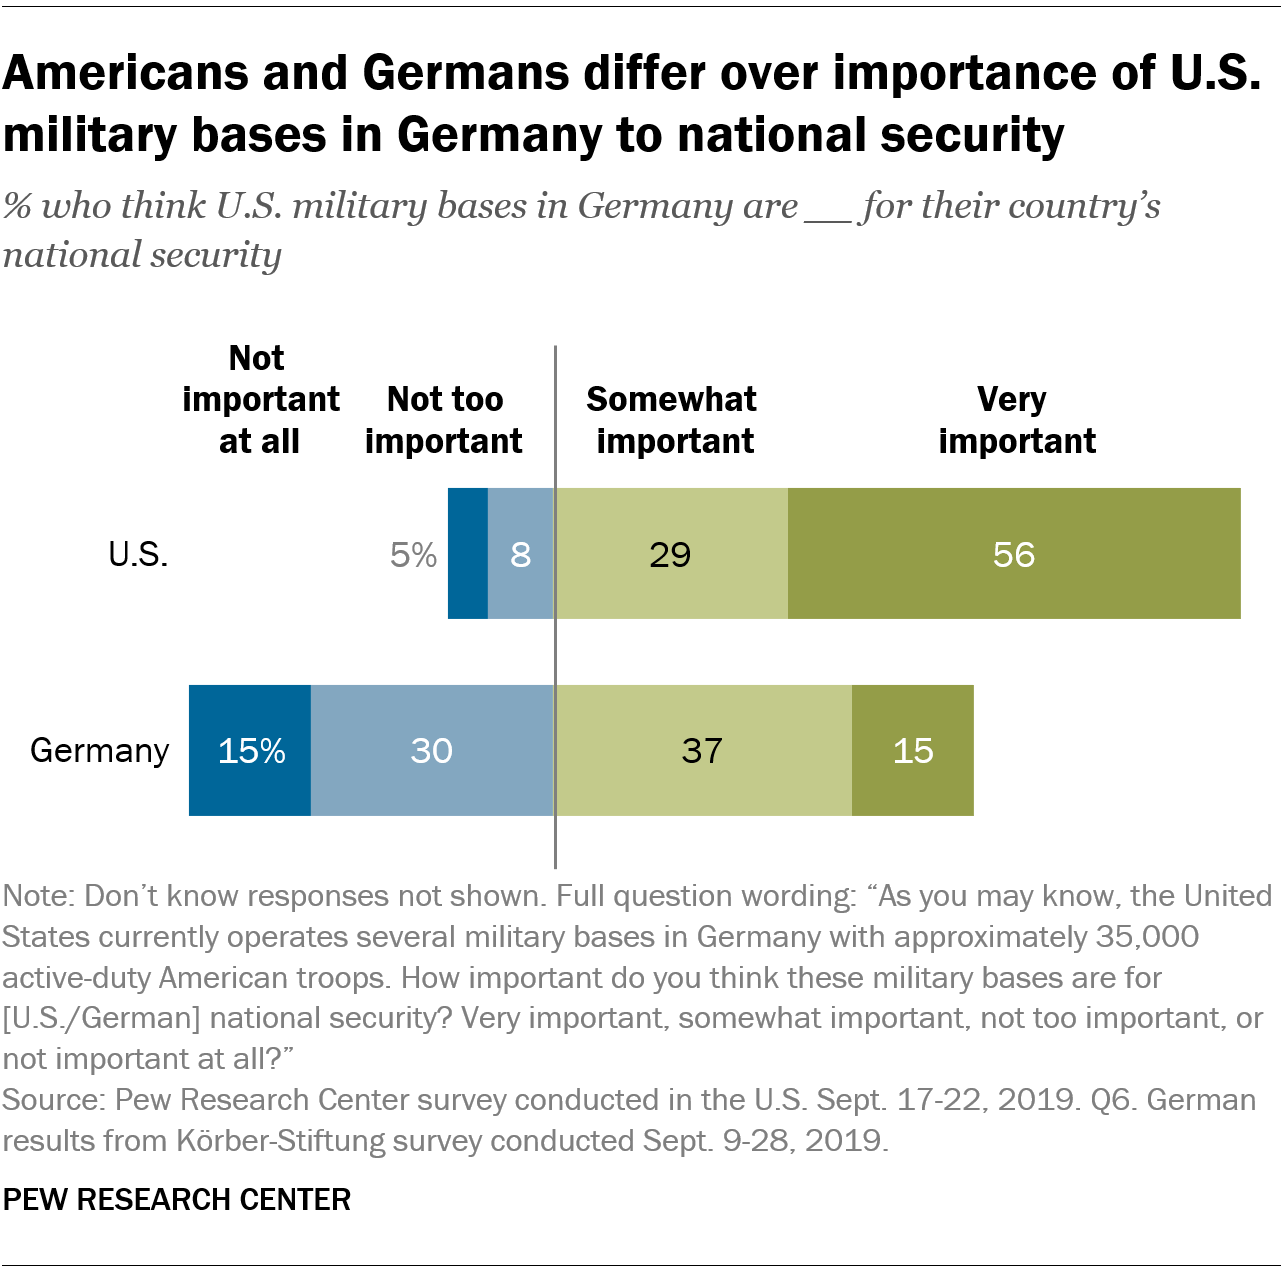 Americans and Germans differ over importance of U.S.
military bases in Germany to national security
% who think U.S. military bases in Germany are __ for their country’s
national security
Not
important
at all
Not too
important
Somewhat
important
Very
important
U.S.
5%
8
29
56
Germany
15%
30
37
15
Note: Don’t know responses not shown. Full question wording: “As you may know, the United
States currently operates several military bases in Germany with approximately 35,000
active-duty American troops. How important do you think these military bases are for
[U.S./German] national security? Very important, somewhat important, not too important, or
not important at all?”
Source: Pew Research Center survey conducted in the U.S. Sept. 17-22, 2019. Q6. German
results from Körber-Stiftung survey conducted Sept. 9-28, 2019.
PEW RESEARCH CENTER